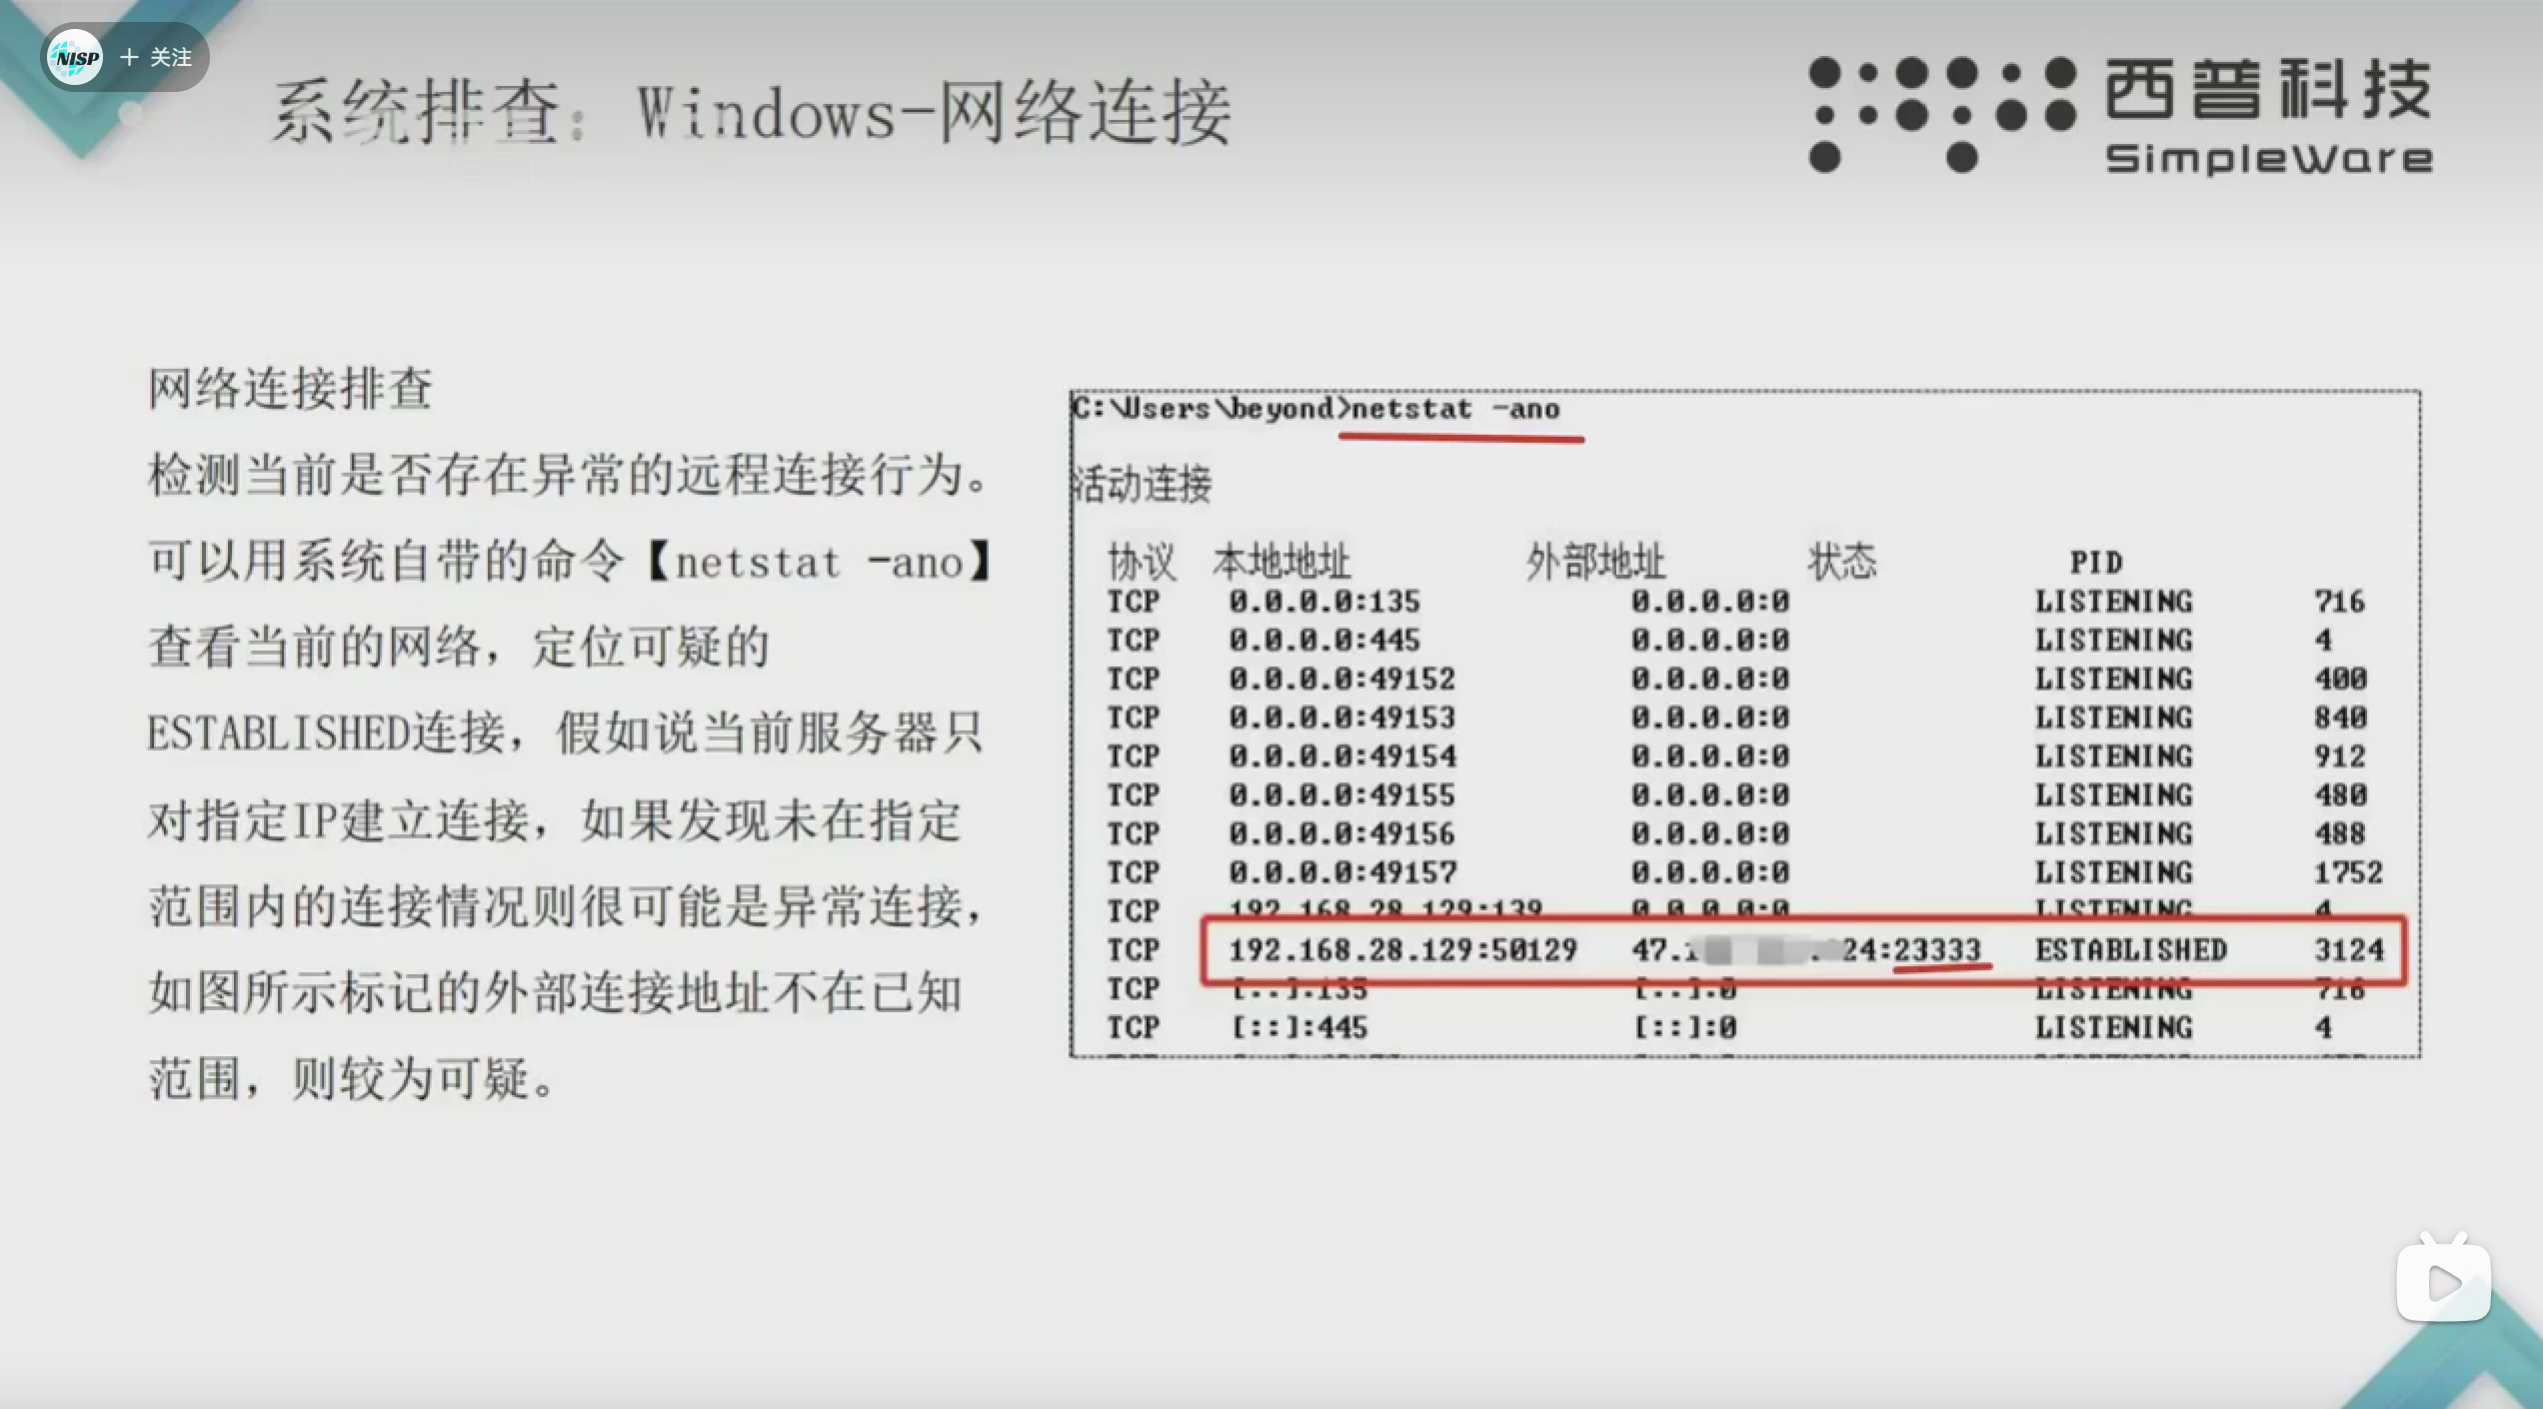 NISP
+ 关注
系统排查：Windows-网络连接
西普科技
SimpleWare
网络连接排查
检测当前是否存在异常的远程连接行为。
可以用系统自带的命令【netstat -ano】
查看当前的网络，定位可疑的
ESTABLISHED连接，假如说当前服务器只
对指定IP建立连接，如果发现未在指定
范围内的连接情况则很可能是异常连接，
如图所示标记的外部连接地址不在已知
范围，则较为可疑。
C:\Users\beyond>netstat -ano
活动连接
协议 本地地址 外部地址 状态 PID
TCP 0.0.0.0:135 0.0.0.0:0 LISTENING 716
TCP 0.0.0.0:445 0.0.0.0:0 LISTENING 4
TCP 0.0.0.0:49152 0.0.0.0:0 LISTENING 400
TCP 0.0.0.0:49153 0.0.0.0:0 LISTENING 840
TCP 0.0.0.0:49154 0.0.0.0:0 LISTENING 912
TCP 0.0.0.0:49155 0.0.0.0:0 LISTENING 480
TCP 0.0.0.0:49156 0.0.0.0:0 LISTENING 488
TCP 0.0.0.0:49157 0.0.0.0:0 LISTENING 1752
TCP 192.168.28.129:139 0.0.0.0:0 LISTENING 4
TCP 192.168.28.129:50129 47. 24:23333 ESTABLISHED 3124
TCP [::]:135 [::]:0 LISTENING 716
TCP [::]:445 [::]:0 LISTENING 4